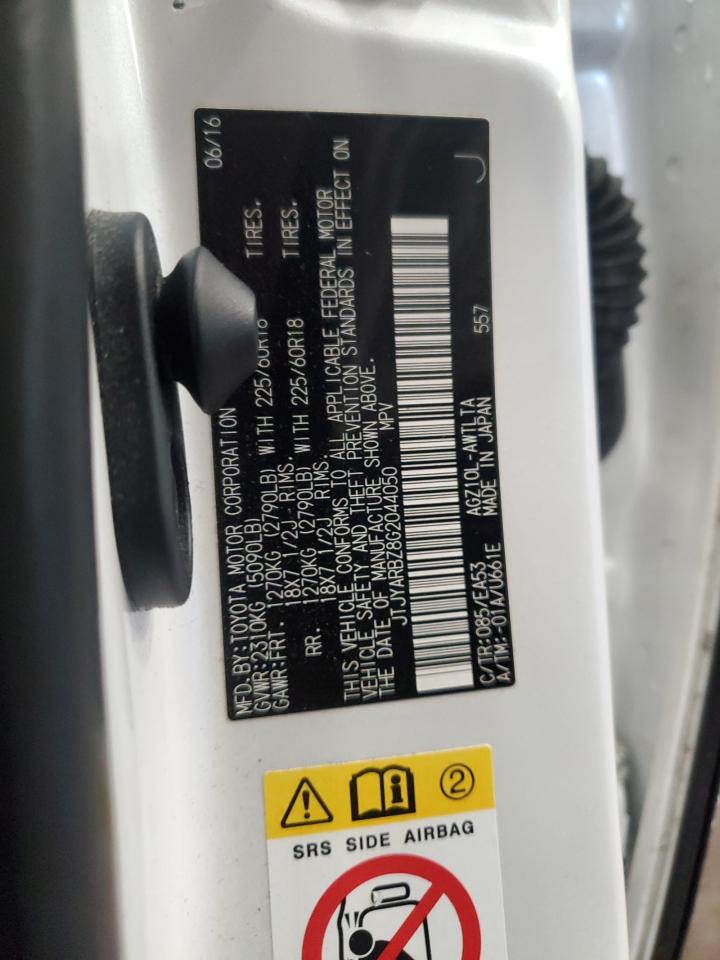 MFD.BY:TOYOTA MOTOR CORPORATION 06/16
GVWR:2310KG (5090LB)
GAWR:FRT. 1270KG (2790LB) WITH 225/60R18 TIRES.
18X7 1/2J RIMS.
RR. 1270KG (2790LB) WITH 225/60R18 TIRES.
18X7 1/2J RIMS
THIS VEHICLE CONFORMS TO ALL APPLICABLE FEDERAL MOTOR
VEHICLE SAFETY AND THEFT PREVENTION STANDARDS IN EFFECT ON
THE DATE OF MANUFACTURE SHOWN ABOVE.
JTJYARBZ8G2044050 MPV
C/TR:085/EA53 AGZ10L-AWTLTA 557
A/TM:-01A/U661E MADE IN JAPAN
J
2
SRS SIDE AIRBAG